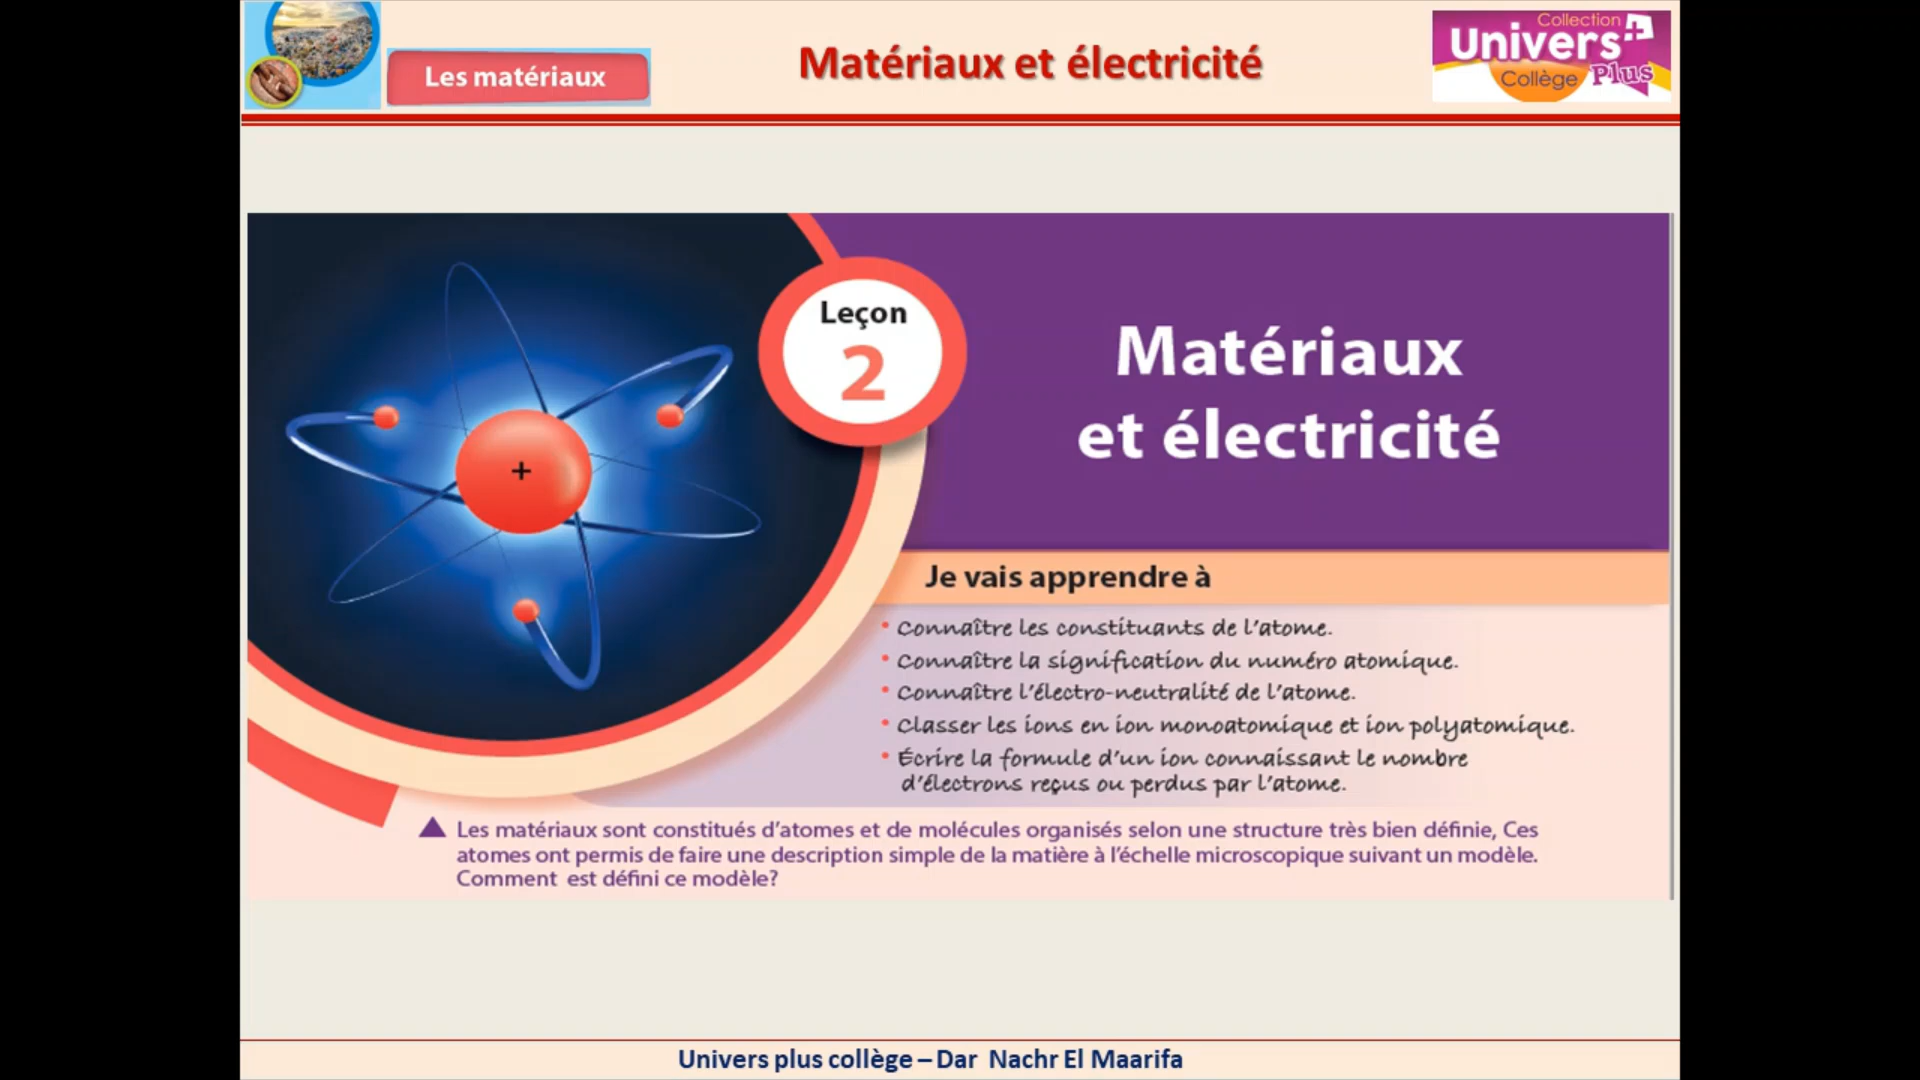 Les matériaux
Matériaux et électricité
Collection
Univers+
Collège Plus
Leçon
2
Matériaux
et électricité
+
Je vais apprendre à
• Connaître les constituants de l'atome.
• Connaître la signification du numéro atomique.
• Connaître l'électro-neutralité de l'atome.
• Classer les ions en ion monoatomique et ion polyatomique.
• Écrire la formule d'un ion connaissant le nombre
d'électrons reçus ou perdus par l'atome.
▲ Les matériaux sont constitués d'atomes et de molécules organisés selon une structure très bien définie, Ces
atomes ont permis de faire une description simple de la matière à l'échelle microscopique suivant un modèle.
Comment est défini ce modèle?
Univers plus collège – Dar Nachr El Maarifa